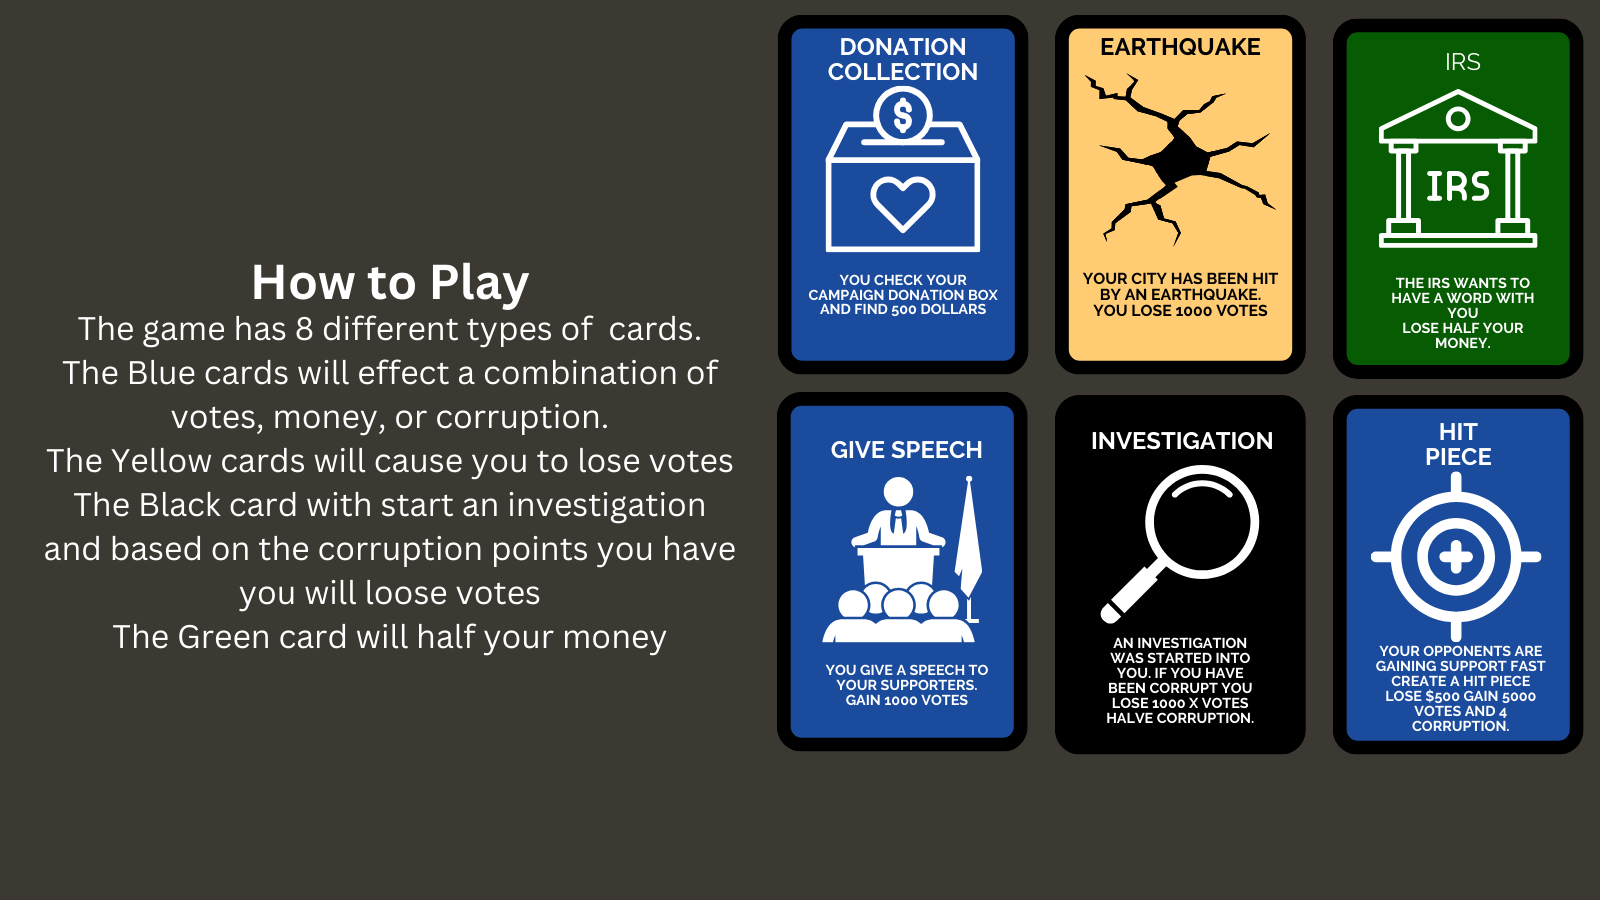 How to Play
The game has 8 different types of  cards.
The Blue cards will effect a combination of
votes, money, or corruption.
The Yellow cards will cause you to lose votes
The Black card with start an investigation
and based on the corruption points you have
you will loose votes
The Green card will half your money
DONATION
COLLECTION
$
YOU CHECK YOUR
CAMPAIGN DONATION BOX
AND FIND 500 DOLLARS
EARTHQUAKE
YOUR CITY HAS BEEN HIT
BY AN EARTHQUAKE.
YOU LOSE 1000 VOTES
IRS
IRS
THE IRS WANTS TO
HAVE A WORD WITH
YOU
LOSE HALF YOUR
MONEY.
GIVE SPEECH
YOU GIVE A SPEECH TO
YOUR SUPPORTERS.
GAIN 1000 VOTES
INVESTIGATION
AN INVESTIGATION
WAS STARTED INTO
YOU. IF YOU HAVE
BEEN CORRUPT YOU
LOSE 1000 X VOTES
HALVE CORRUPTION.
HIT
PIECE
YOUR OPPONENTS ARE
GAINING SUPPORT FAST
CREATE A HIT PIECE
LOSE $500 GAIN 5000
VOTES AND 4
CORRUPTION.